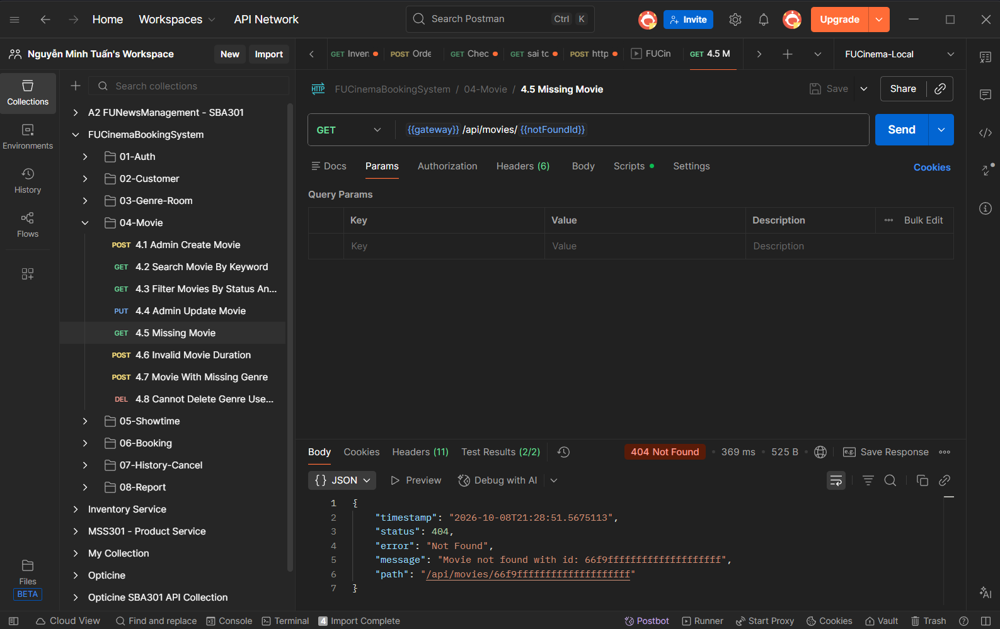 Home Workspaces API Network Search Postman Ctrl K Invite Upgrade
Nguyễn Minh Tuấn's Workspace New Import
GET Inven POST Orde GET Chec GET sai tc POST http FUCin GET 4.5 M FUCinema-Local
Search collections
Collections
Environments
History
Flows
Files
BETA
A2 FUNewsManagement - SBA301
FUCinemaBookingSystem
01-Auth
02-Customer
03-Genre-Room
04-Movie
POST 4.1 Admin Create Movie
GET 4.2 Search Movie By Keyword
GET 4.3 Filter Movies By Status An...
PUT 4.4 Admin Update Movie
GET 4.5 Missing Movie
POST 4.6 Invalid Movie Duration
POST 4.7 Movie With Missing Genre
DEL 4.8 Cannot Delete Genre Use...
05-Showtime
06-Booking
07-History-Cancel
08-Report
Inventory Service
MSS301 - Product Service
My Collection
Opticine
Opticine SBA301 API Collection
HTTP FUCinemaBookingSystem / 04-Movie / 4.5 Missing Movie Save Share
GET {{gateway}} /api/movies/ {{notFoundId}} Send
Docs Params Authorization Headers (6) Body Scripts Settings Cookies
Query Params
Key Value Description Bulk Edit
Key Value Description
Body Cookies Headers (11) Test Results (2/2) 404 Not Found 369 ms 525 B e.g. Save Response
{} JSON Preview Debug with AI
1 {
2 "timestamp": "2026-10-08T21:28:51.5675113",
3 "status": 404,
4 "error": "Not Found",
5 "message": "Movie not found with id: 66f9ffffffffffffffffffff",
6 "path": "/api/movies/66f9ffffffffffffffffffff"
7 }
AI
Cloud View Find and replace Console Terminal 4 Import Complete Postbot Runner Start Proxy Cookies Vault Trash